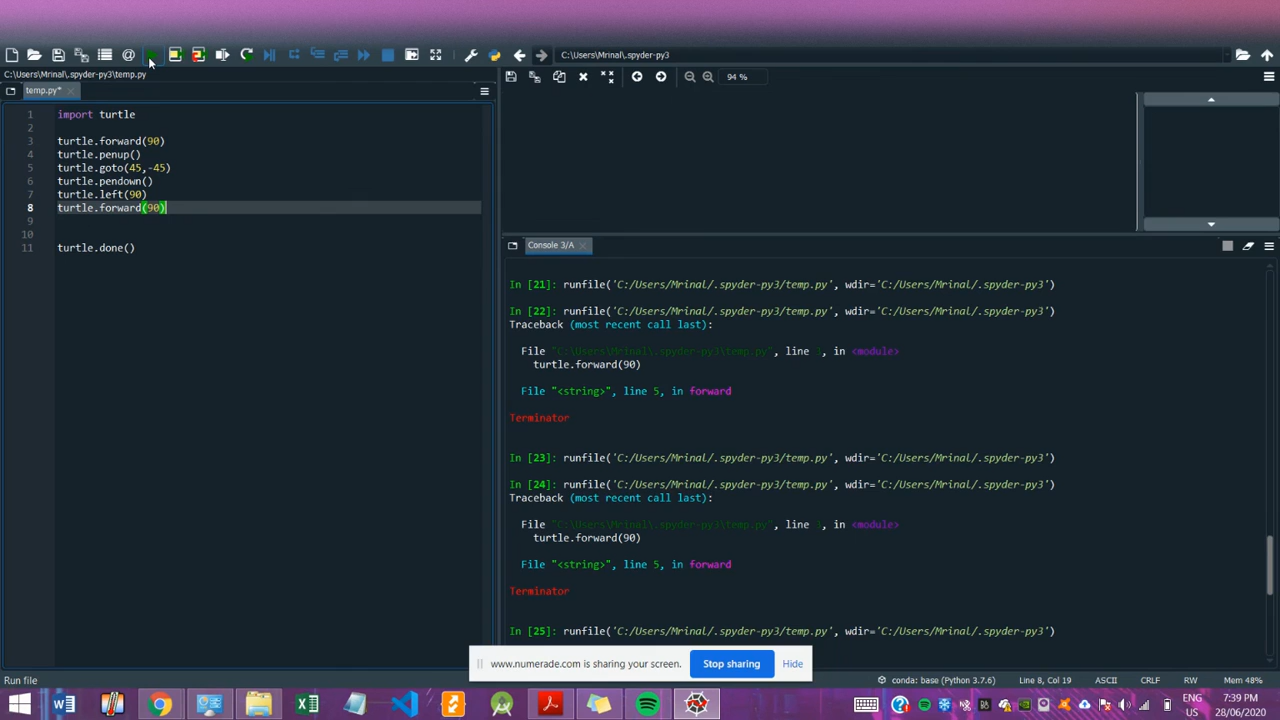 C:\Users\Mrinal\.spyder-py3
C:\Users\Mrinal\.spyder-py3\temp.py
temp.py*
94 %
1 import turtle
2
3 turtle.forward(90)
4 turtle.penup()
5 turtle.goto(45,-45)
6 turtle.pendown()
7 turtle.left(90)
8 turtle.forward(90)
9
10
11 turtle.done()
Console 3/A
In [21]: runfile('C:/Users/Mrinal/.spyder-py3/temp.py', wdir='C:/Users/Mrinal/.spyder-py3')
In [22]: runfile('C:/Users/Mrinal/.spyder-py3/temp.py', wdir='C:/Users/Mrinal/.spyder-py3')
Traceback (most recent call last):
File "C:\Users\Mrinal\.spyder-py3\temp.py", line 3, in <module>
turtle.forward(90)
File "<string>", line 5, in forward
Terminator
In [23]: runfile('C:/Users/Mrinal/.spyder-py3/temp.py', wdir='C:/Users/Mrinal/.spyder-py3')
In [24]: runfile('C:/Users/Mrinal/.spyder-py3/temp.py', wdir='C:/Users/Mrinal/.spyder-py3')
Traceback (most recent call last):
File "C:\Users\Mrinal\.spyder-py3\temp.py", line 3, in <module>
turtle.forward(90)
File "<string>", line 5, in forward
Terminator
In [25]: runfile('C:/Users/Mrinal/.spyder-py3/temp.py', wdir='C:/Users/Mrinal/.spyder-py3')
www.numerade.com is sharing your screen. Stop sharing Hide
Run file
conda: base (Python 3.7.6) Line 8, Col 19 ASCII CRLF RW Mem 48%
ENG
US
7:39 PM
28/06/2020